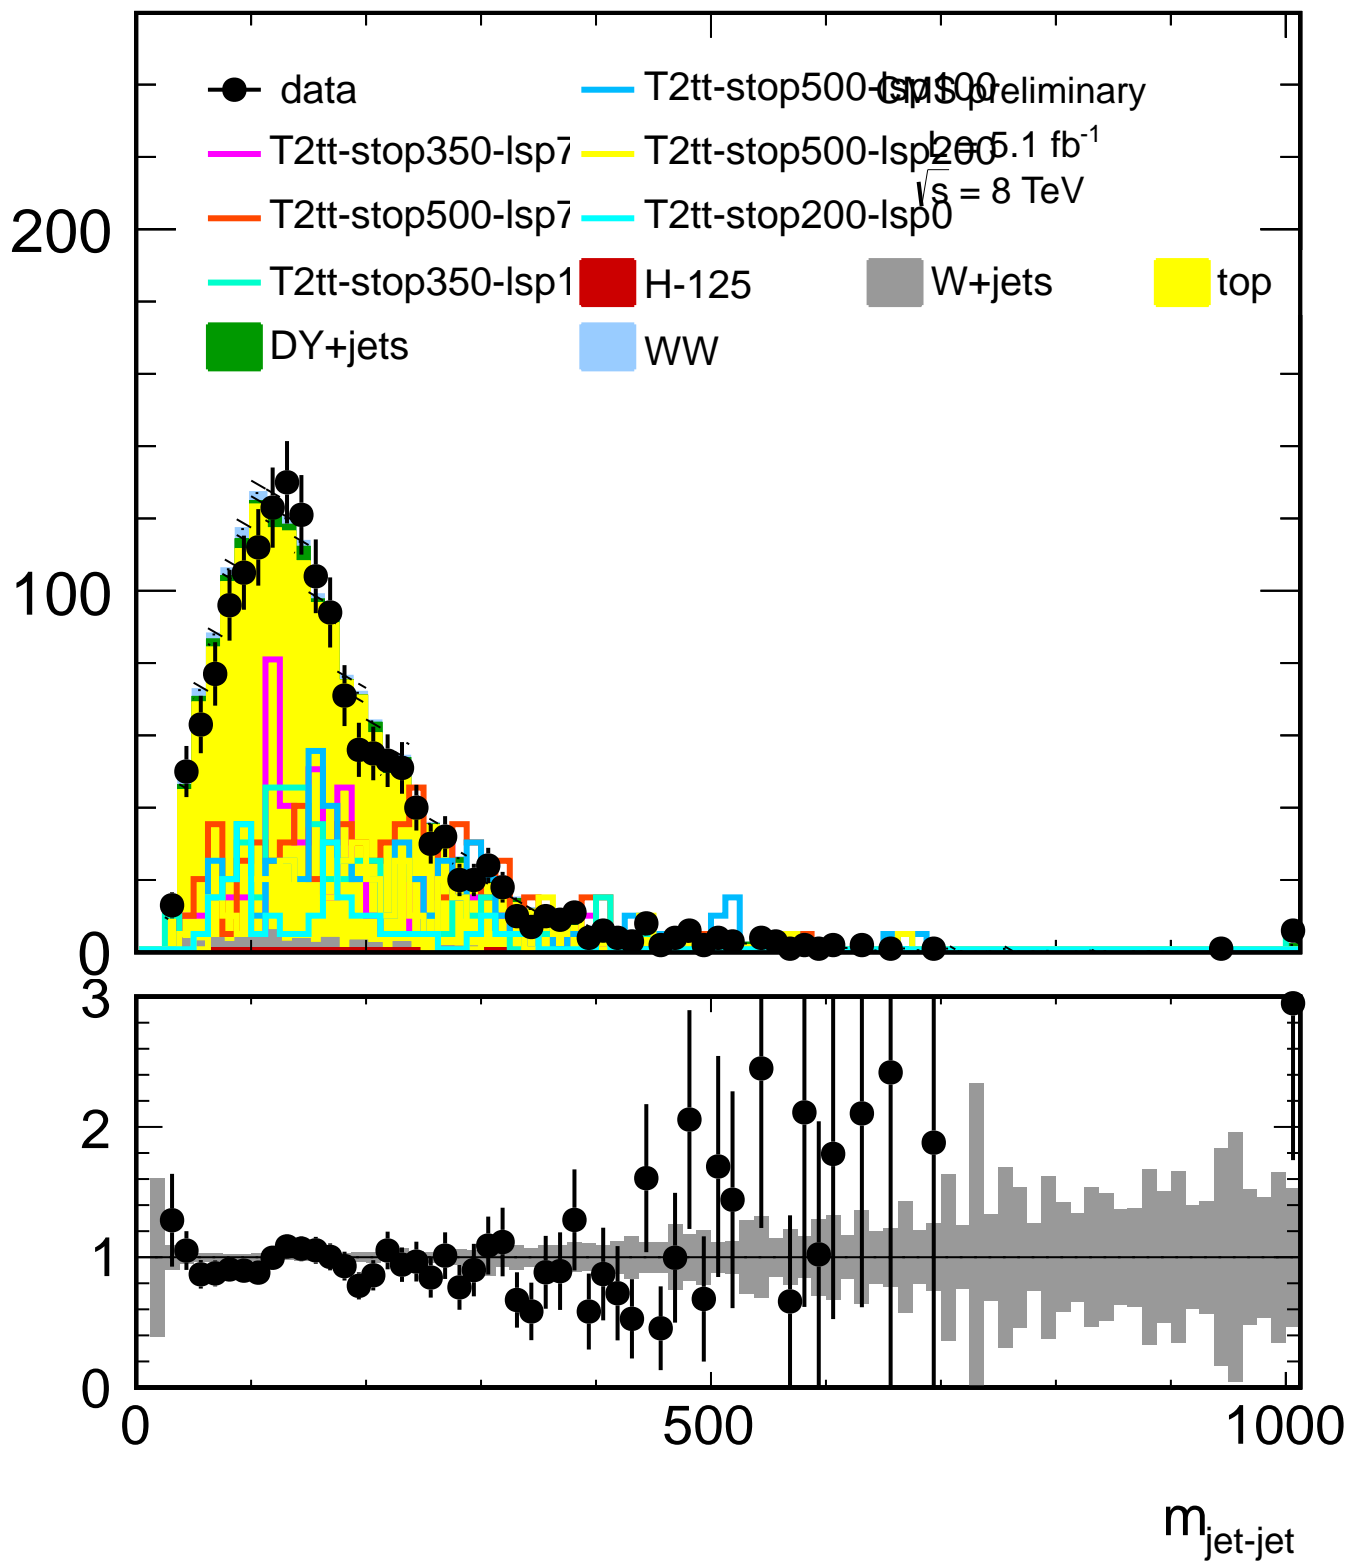 data
T2tt-stop500-lsp100
CMS preliminary
T2tt-stop350-lsp7
T2tt-stop500-lsp200
L = 5.1 fb-1
T2tt-stop500-lsp7
T2tt-stop200-lsp0
√s = 8 TeV
T2tt-stop350-lsp1
H-125
W+jets
top
DY+jets
WW
200
100
0
3
2
1
0
0
500
1000
m jet-jet